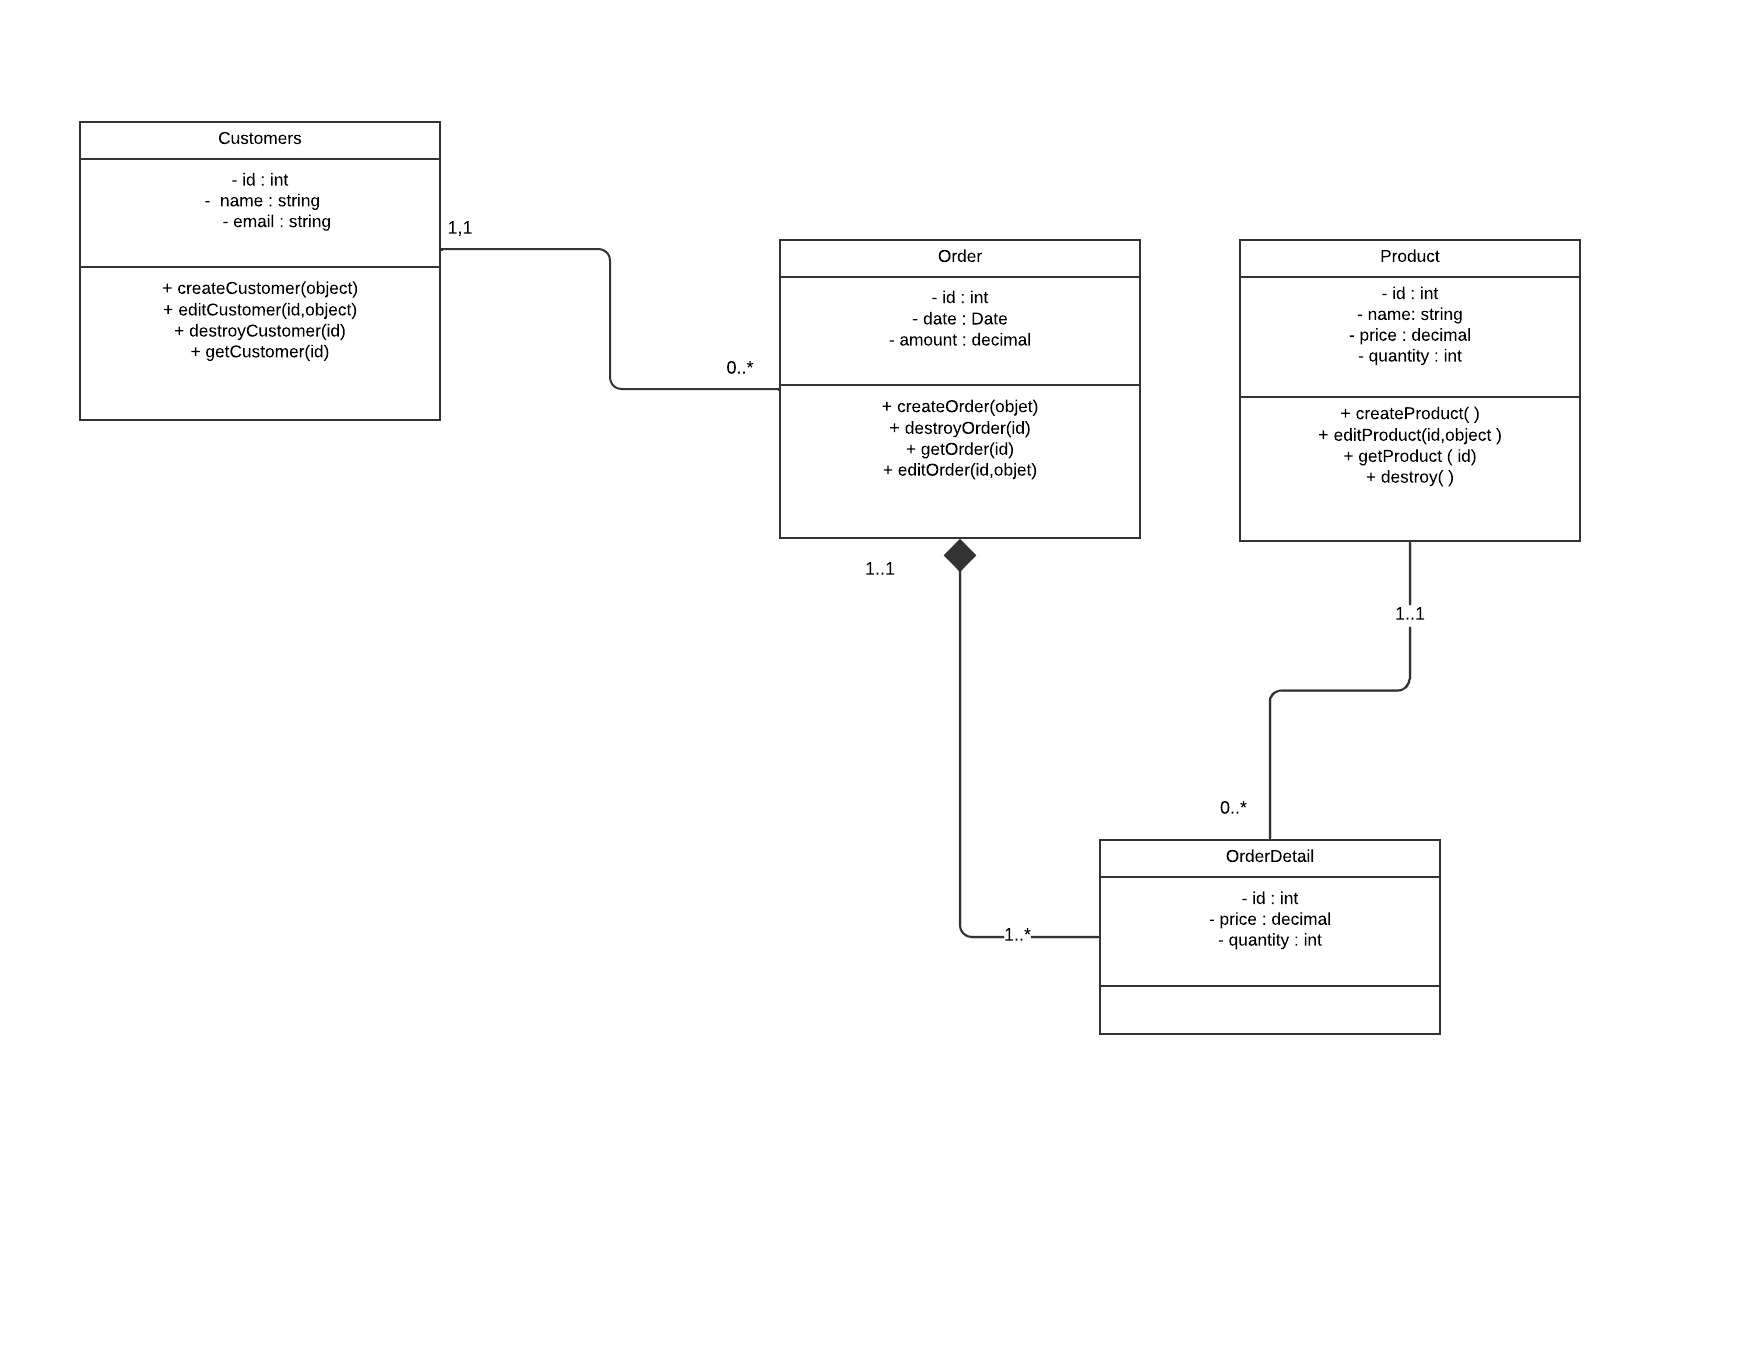 Customers
- id : int
- name : string
- email : string
+ createCustomer(object)
+ editCustomer(id,object)
+ destroyCustomer(id)
+ getCustomer(id)
1,1
0..*
Order
- id : int
- date : Date
- amount : decimal
+ createOrder(objet)
+ destroyOrder(id)
+ getOrder(id)
+ editOrder(id,objet)
Product
- id : int
- name: string
- price : decimal
- quantity : int
+ createProduct( )
+ editProduct(id,object )
+ getProduct ( id)
+ destroy( )
1..1
1..1
0..*
1..*
OrderDetail
- id : int
- price : decimal
- quantity : int